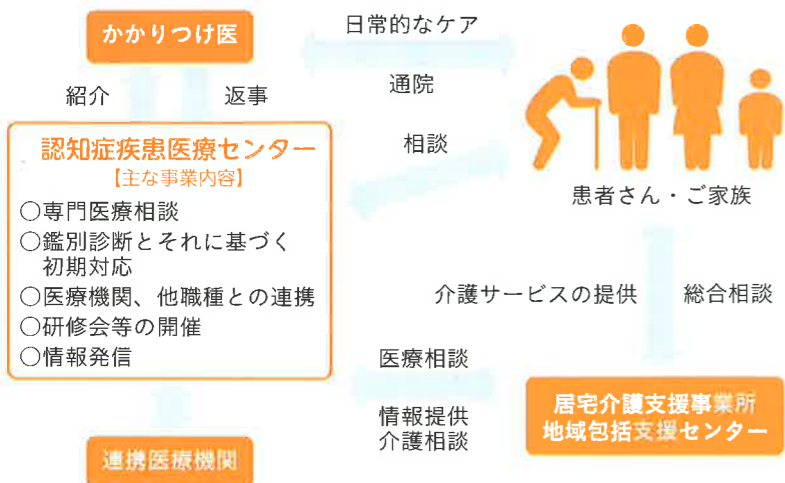 かかりつけ医
日常的なケア
通院
紹介
返事
相談
認知症疾患医療センター
【主な事業内容】
○専門医療相談
○鑑別診断とそれに基づく
初期対応
○医療機関、他職種との連携
○研修会等の開催
○情報発信
患者さん・ご家族
介護サービスの提供
総合相談
医療相談
情報提供
介護相談
居宅介護支援事業所
地域包括支援センター
連携医療機関